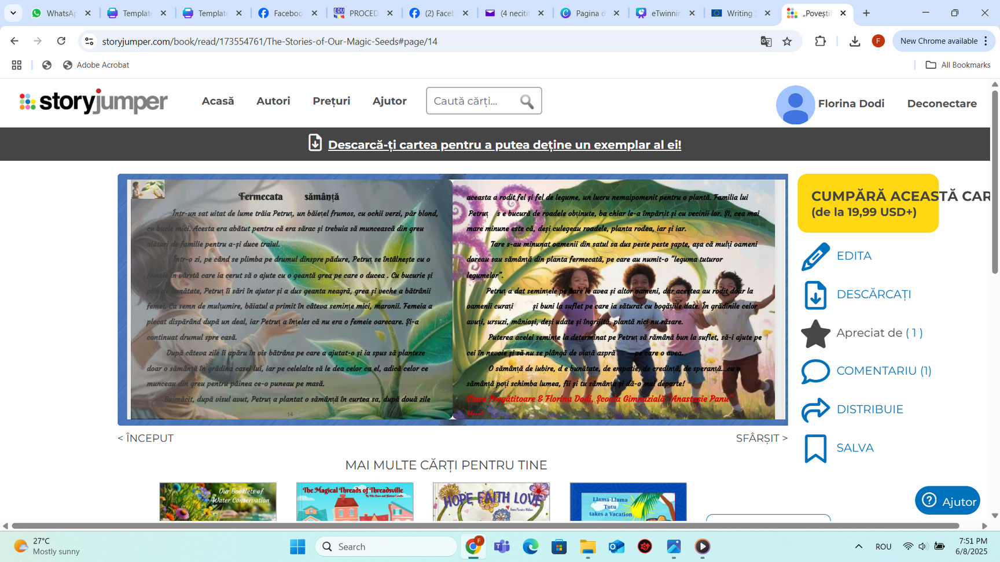 WhatsAp
Template
Template
Faceboo
PROCED
(2) Faceb
(4 necitit
Pagina d
eTwinnin
Writing S
„Poveștil
storyjumper.com/book/read/173554761/The-Stories-of-Our-Magic-Seeds#page/14
F
New Chrome available
Adobe Acrobat
All Bookmarks
storyjumper
Acasă
Autori
Prețuri
Ajutor
Caută cărți...
Florina Dodi
Deconectare
Descarcă-ți cartea pentru a putea deține un exemplar al ei!
Fermecata sămânță
Într-un sat uitat de lume trăia Petruț, un băiețel frumos, cu ochii verzi, păr blond,
cu bucle mici. Acesta era abătut pentru că era sărac și trebuia să muncească din greu
alături de familie pentru a-și duce traiul.
Într-o zi, pe când se plimba pe drumul dinspre pădure, Petruț se întâlnește cu o
femeie în vârstă care ia cerut să o ajute cu o geantă grea pe care o ducea . Cu bucurie și
plin de bunătate, Petruț îi sări în ajutor și a dus geanta neagră, grea și veche a bătrânii
femei. Ca semn de mulțumire, băiatul a primit în câteva semințe mici, maronii. Femeia a
plecat dispărând după un deal, iar Petruț a înțeles că nu era o femeie oarecare. Și-a
continuat drumul spre casă.
După câteva zile îi apăru în vis bătrâna pe care a ajutat-o și ia spus să planteze
doar o sămânță în grădina casei lui, iar pe celelalte să le dea celor ca el, adică celor ce
munceau din greu pentru pâinea ce-o puneau pe masă.
Buimăcit, după visul avut, Petruț a plantat o sămânță în curtea sa, după două zile
14
aceasta a rodit fel și fel de legume, un lucru nemaipomenit pentru o plantă. Familia lui
Petruț s e bucură de roadele obținute, ba chiar le-a împărțit și cu vecinii lor. Și, cea mai
mare minune este că, deși culegeau roadele, planta rodea, iar și iar.
Tare s-au minunat oamenii din satul sa dus peste peste șapte, așa că mulți oameni
doreau sau sămânță din planta fermecată, pe care au numit-o "leguma tuturor
legumelor".
Petruț a dat semințele pe care le avea și altor oameni, dar acestea au rodit doar la
oamenii curați și buni la suflet pe care ia săturat cu bogățiile date. În grădinile celor
avuți, ursuzi, mânioși, deși udate și îngrijită, plantă nici nu răsare.
Puterea acelei semințe la determinat pe Petruț să rămână bun la suflet, să-i ajute pe
cei în nevoie și să nu se plângă de viață aspră pe care o avea.
O sămânță de iubire, d e bunătate, de empatie, de credință, de speranță...cu o
sămânță poți schimba lumea, fii și tu sămânța și dă-o mai departe!
Clasa Pregătitoare & Florina Dodi, Școala Gimnazială "Anastasie Panu"
CUMPĂRĂ ACEASTĂ CAR
(de la 19,99 USD+)
EDITA
DESCĂRCAȚI
Apreciat de ( 1 )
COMENTARIU (1)
DISTRIBUIE
SALVA
< ÎNCEPUT
SFÂRȘIT >
MAI MULTE CĂRȚI PENTRU TINE
Our Booklets of
Water Conservation
The Magical Threads of Threadsville
HOPE FAITH LOVE
Llama-Llama
Tutu
takes a Vacation
Ajutor
27°C
Mostly sunny
Search
F
ROU
7:51 PM
6/8/2025